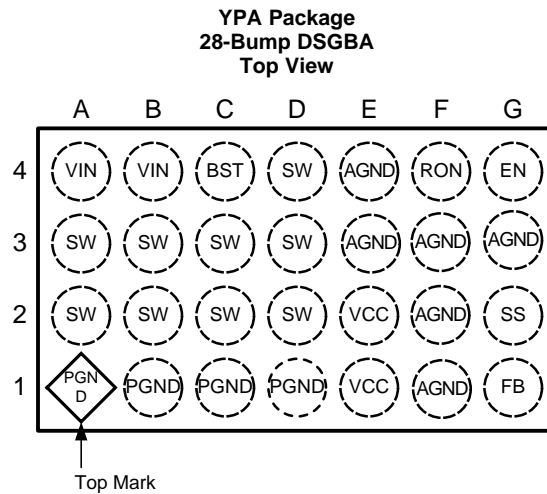 YPA Package
28-Bump DSGBA
Top View
A B C D E F G
4 VIN VIN BST SW AGND RON EN
3 SW SW SW SW AGND AGND AGND
2 SW SW SW SW VCC AGND SS
1 PGN
D PGND PGND PGND VCC AGND FB
Top Mark